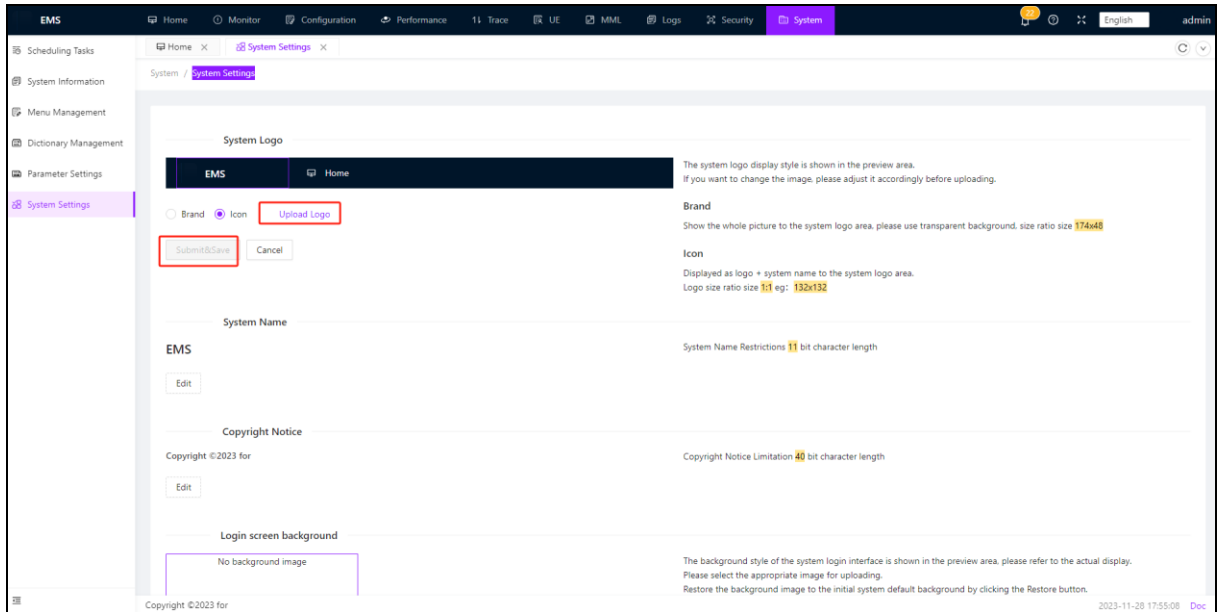 EMS
Home Monitor Configuration Performance Trace UE MML Logs Security System 22 English admin
Scheduling Tasks
System Information
Menu Management
Dictionary Management
Parameter Settings
System Settings
Home System Settings
System / System Settings
System Logo
EMS Home
Brand Icon Upload Logo
Submit&Save Cancel
The system logo display style is shown in the preview area.
If you want to change the image, please adjust it accordingly before uploading.
Brand
Show the whole picture to the system logo area, please use transparent background, size ratio size 174x48
Icon
Displayed as logo + system name to the system logo area.
Logo size ratio size 1:1 eg: 132x132
System Name
EMS
Edit
System Name Restrictions 11 bit character length
Copyright Notice
Copyright ©2023 for
Edit
Copyright Notice Limitation 40 bit character length
Login screen background
No background image
The background style of the system login interface is shown in the preview area, please refer to the actual display.
Please select the appropriate image for uploading.
Restore the background image to the initial system default background by clicking the Restore button.
Copyright ©2023 for
2023-11-28 17:55:08 Doc